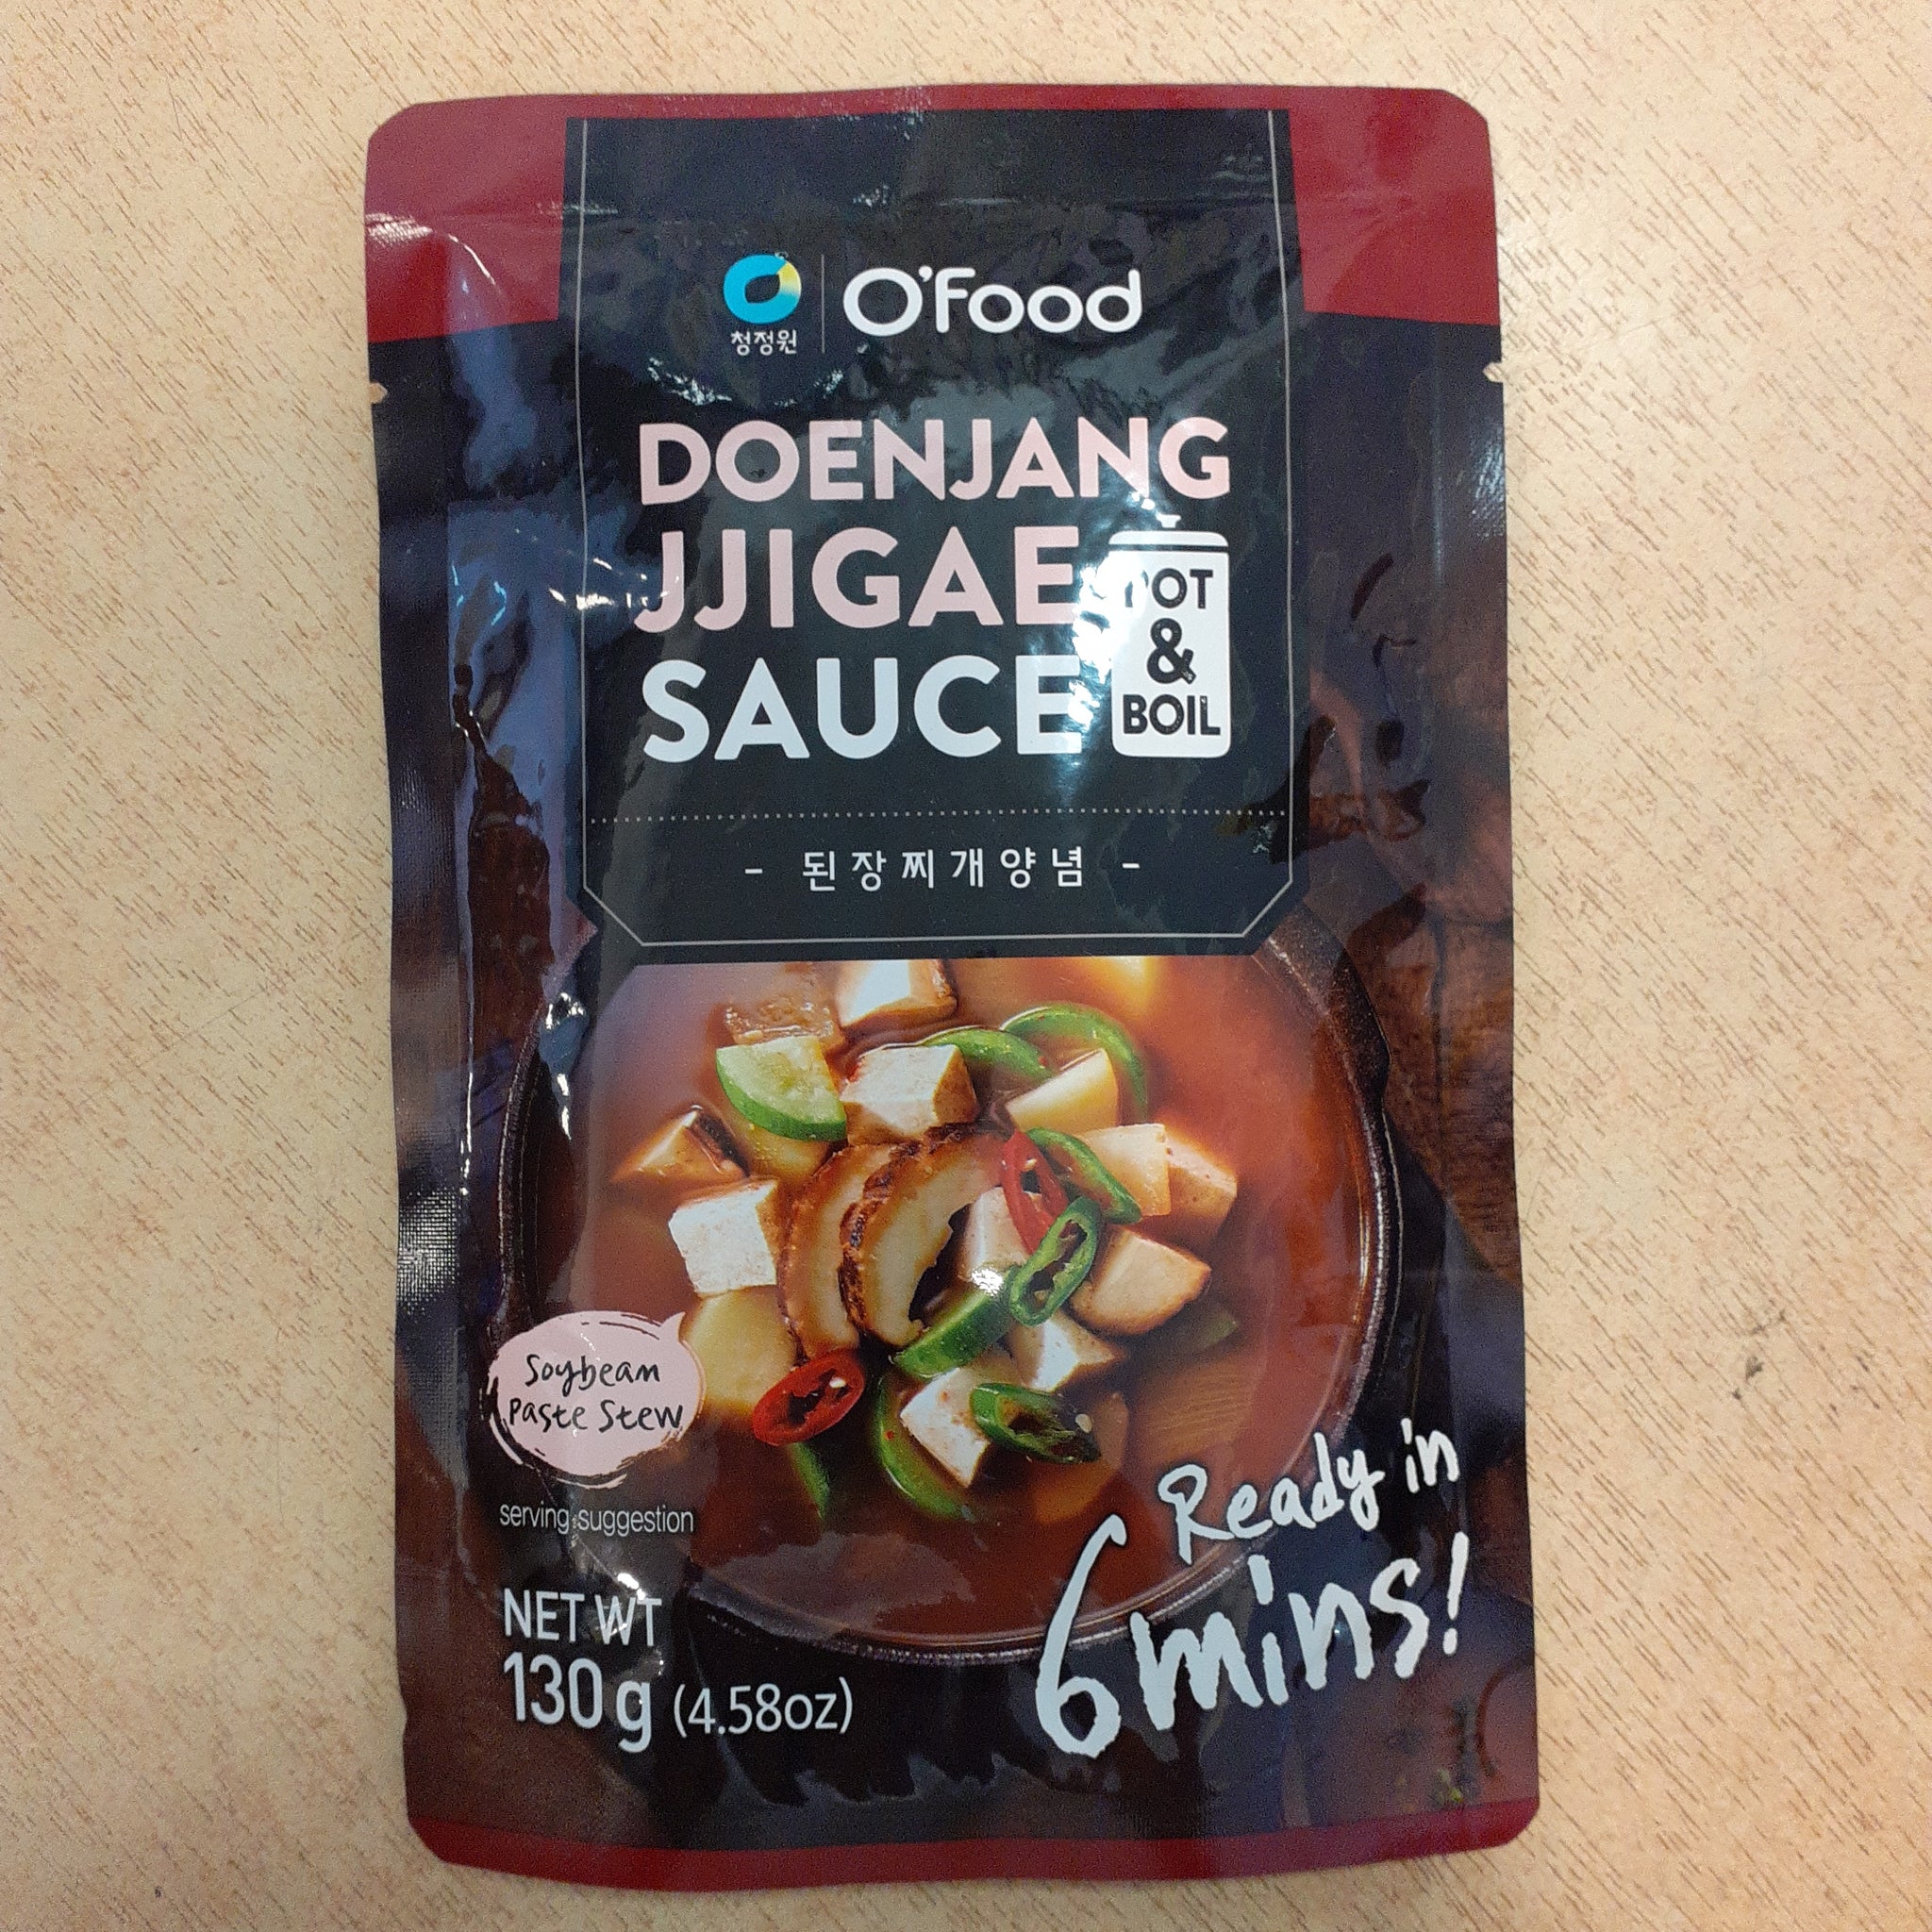 청정원
O'Food
DOENJANG
JJIGAE
SAUCE
POT
&
BOIL
- 된장찌개양념 -
Soybean
Paste Stew
serving suggestion
Ready in
6mins!
NET WT
130g (4.58oz)